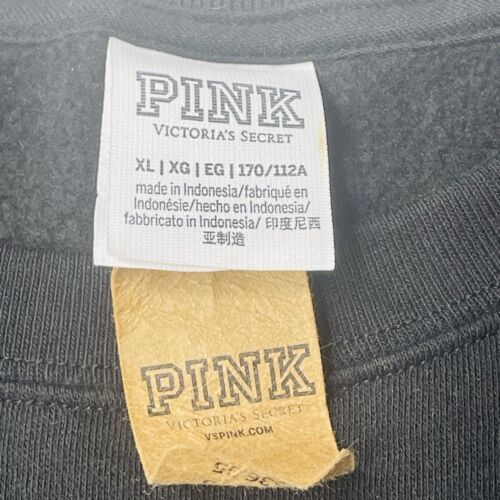 PINK
VICTORIA'S SECRET
XL | XG | EG | 170/112A
made in Indonesia/fabriqué en
Indonésie/hecho en Indonesia/
fabbricato in Indonesia/ 印度尼西
亚制造
PINK
VICTORIA'S SECRET
VSPINK.COM